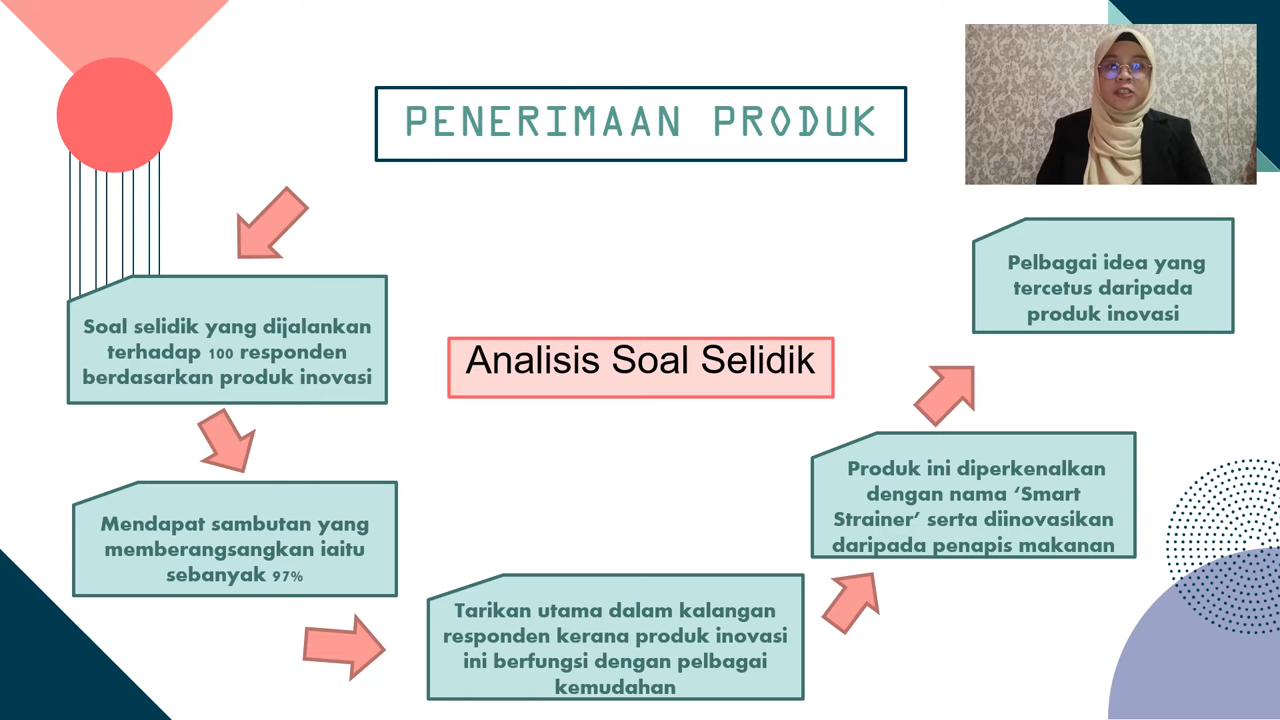 PENERIMAAN PRODUK
Soal selidik yang dijalankan
terhadap 100 responden
berdasarkan produk inovasi
Mendapat sambutan yang
memberangsangkan iaitu
sebanyak 97%
Analisis Soal Selidik
Tarikan utama dalam kalangan
responden kerana produk inovasi
ini berfungsi dengan pelbagai
kemudahan
Produk ini diperkenalkan
dengan nama ‘Smart
Strainer’ serta diinovasikan
daripada penapis makanan
Pelbagai idea yang
tercetus daripada
produk inovasi